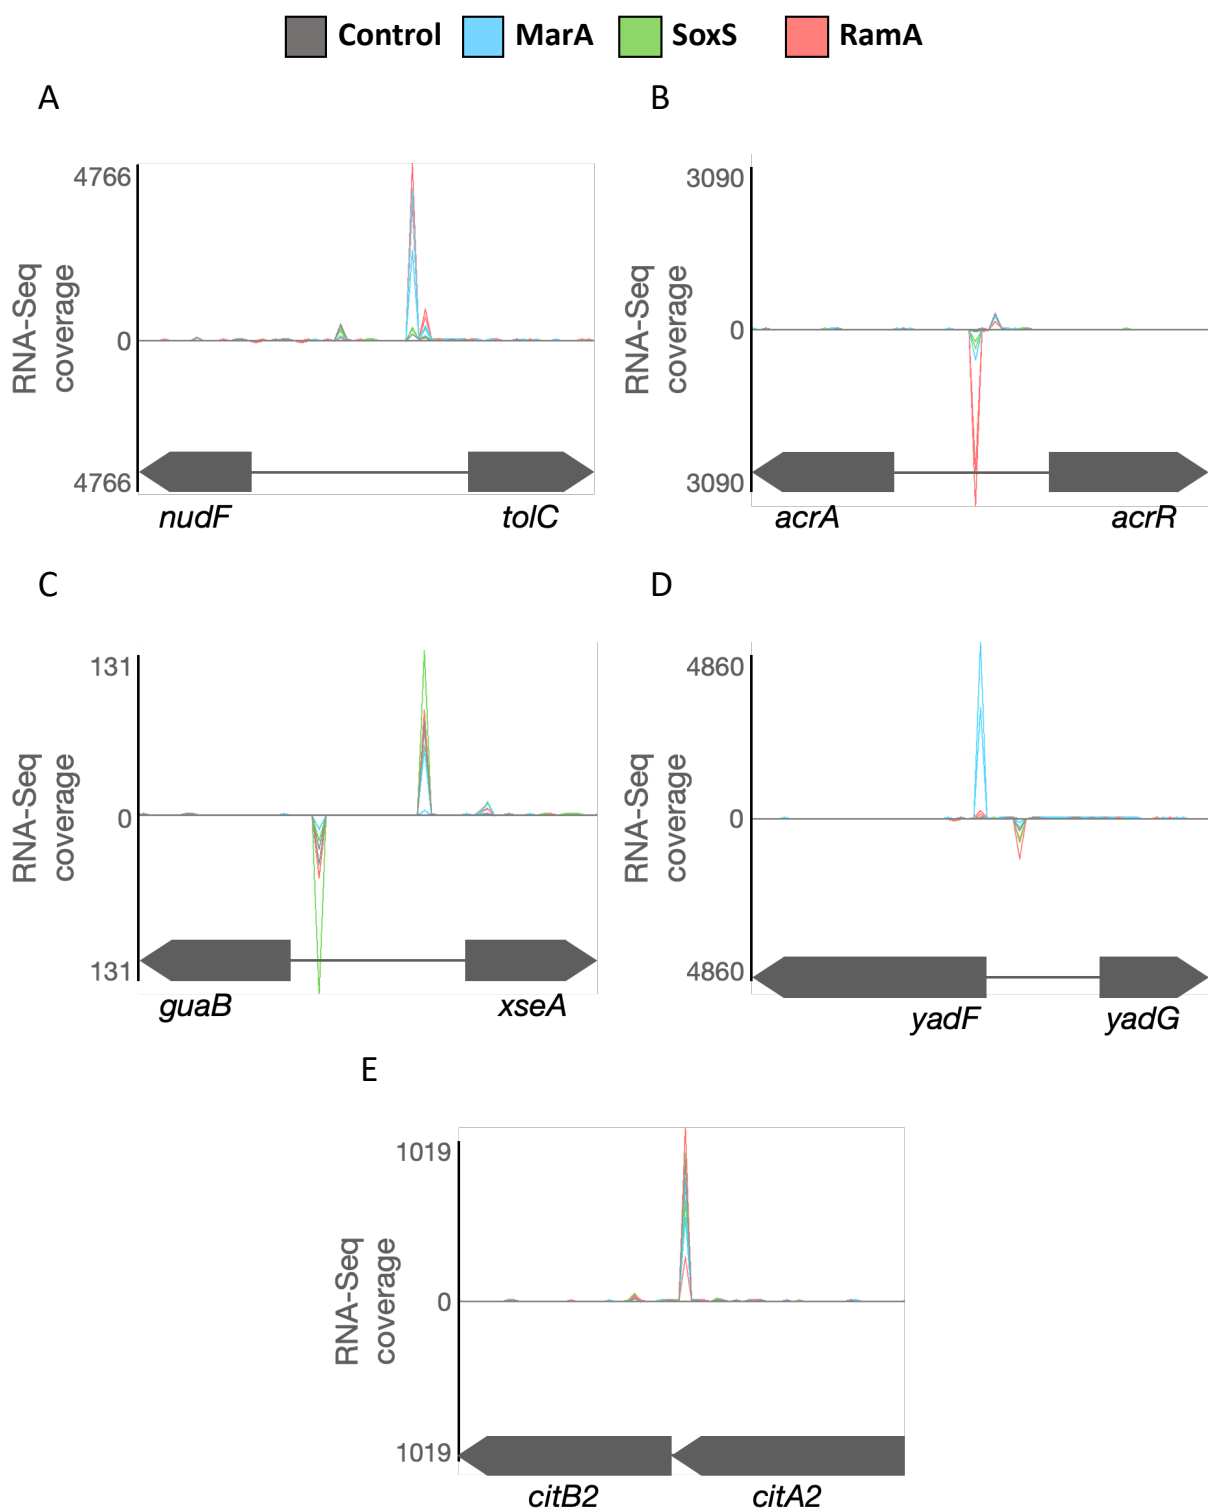 Control MarA SoxS RamA
A
4766
0
4766
RNA-Seq
coverage
nudF tolC
B
3090
0
3090
RNA-Seq
coverage
acrA acrR
C
131
0
131
RNA-Seq
coverage
guaB xseA
D
4860
0
4860
RNA-Seq
coverage
yadF yadG
E
1019
0
1019
RNA-Seq
coverage
citB2 citA2